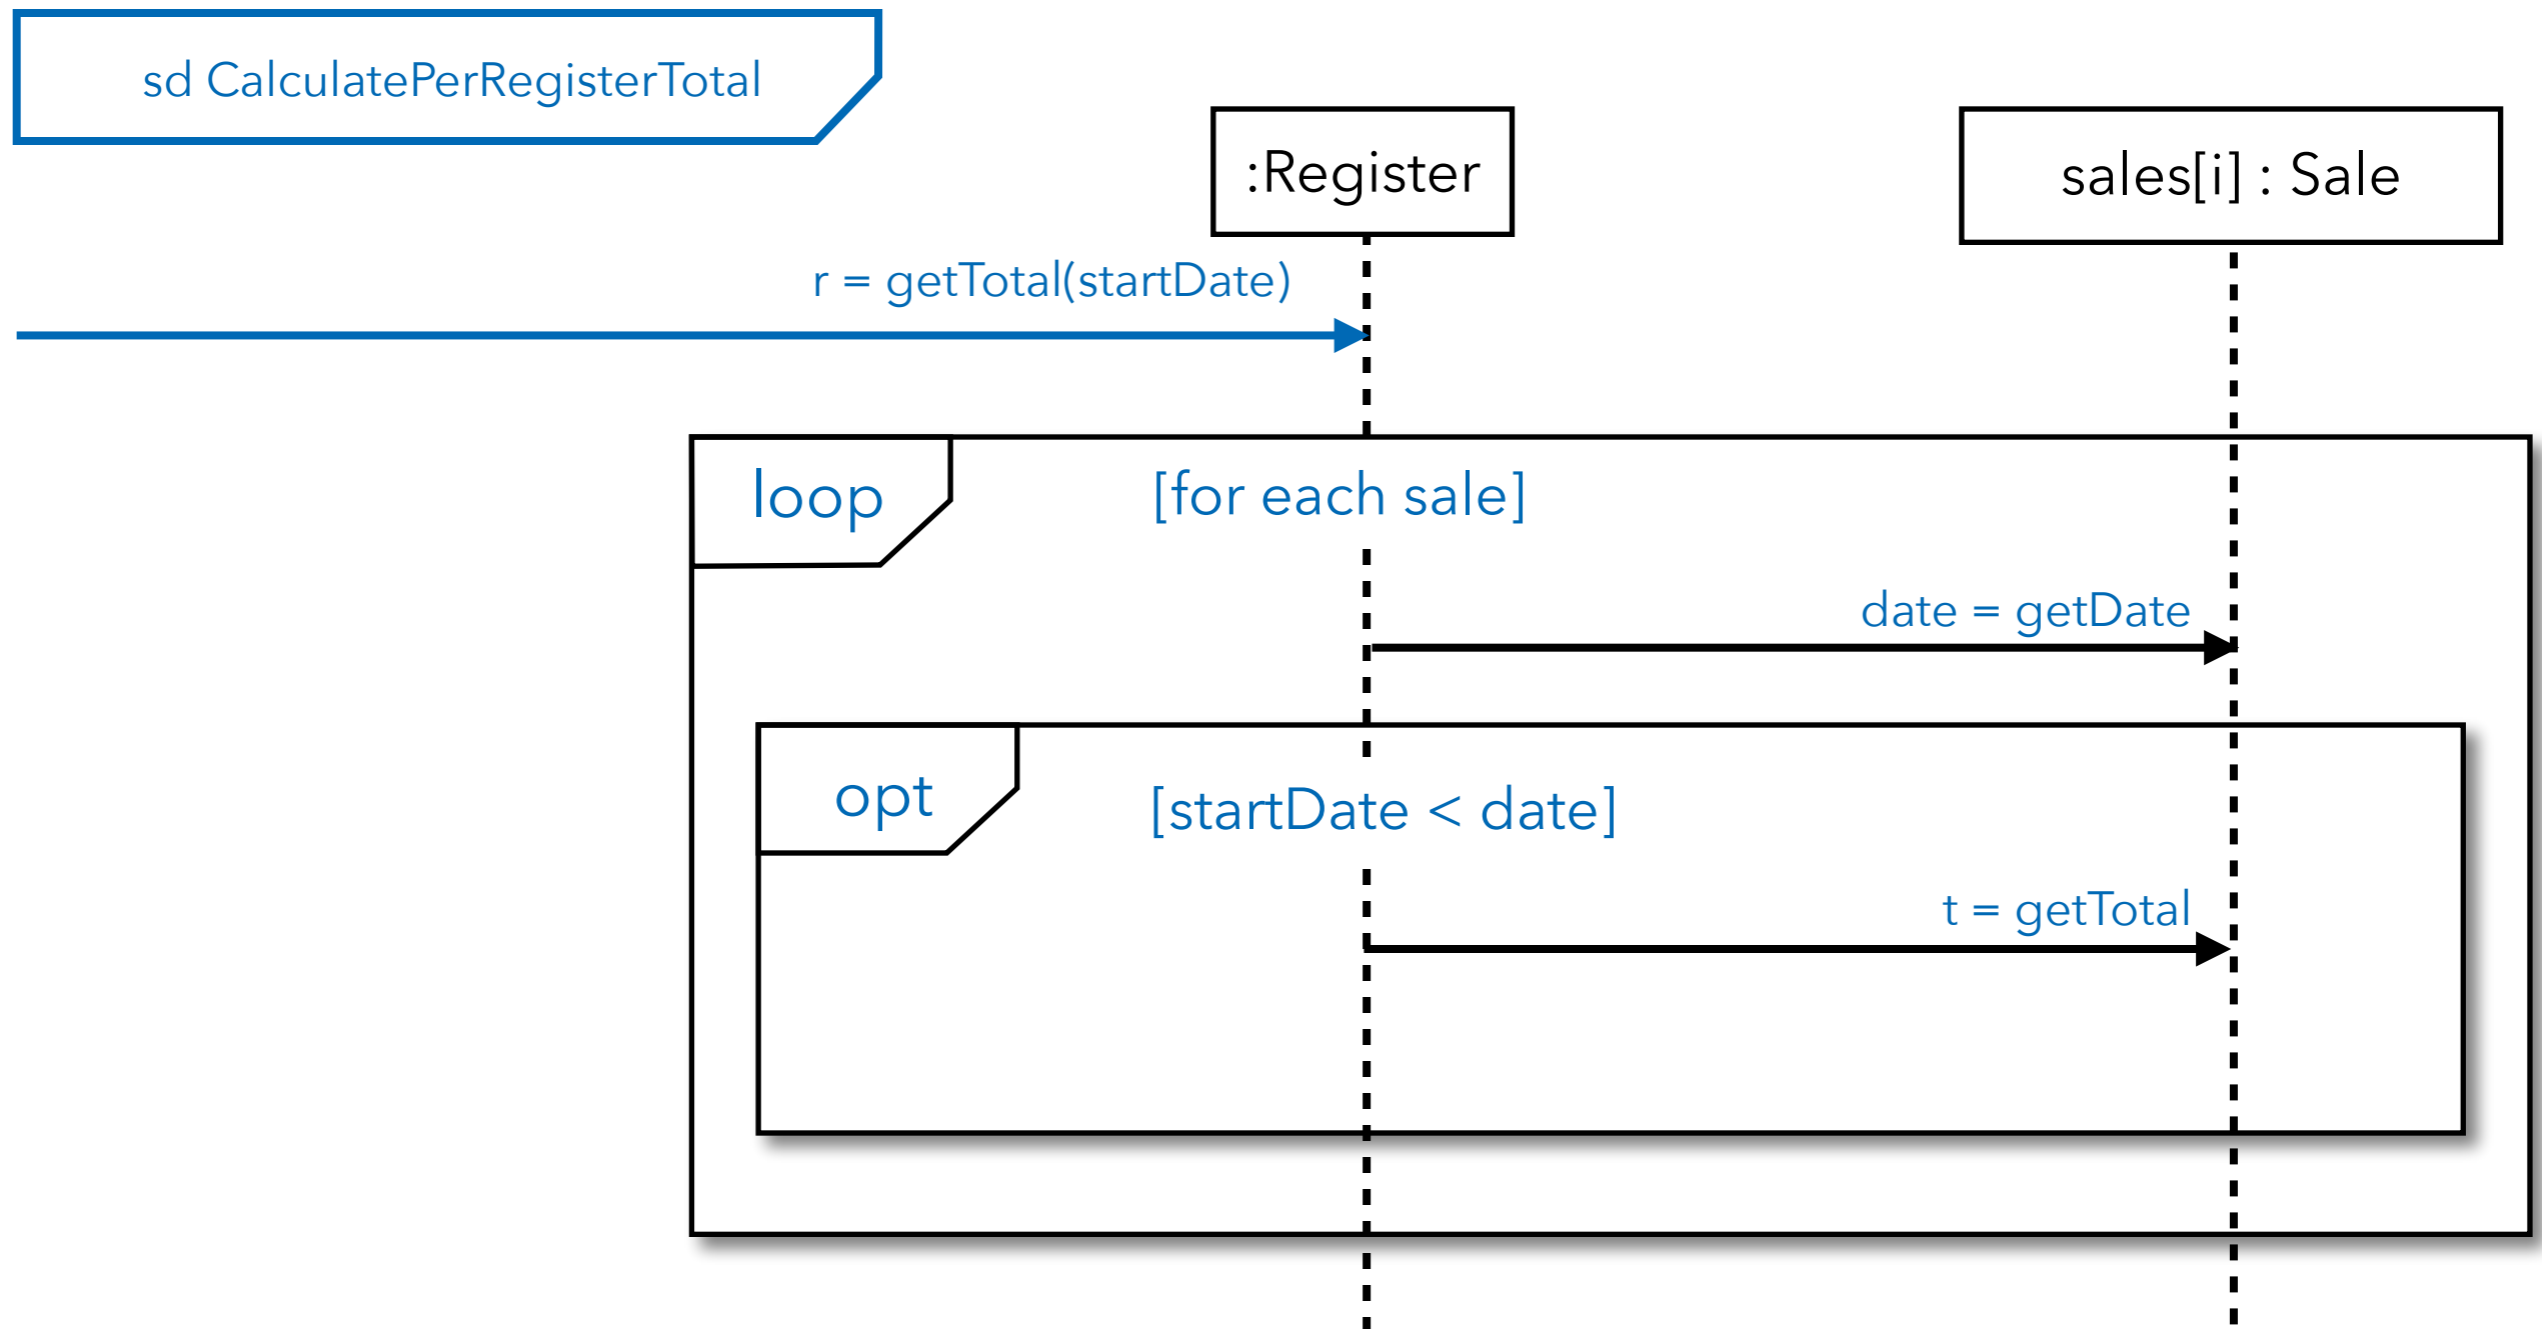 sd CalculatePerRegisterTotal
:Register
sales[i] : Sale
r = getTotal(startDate)
loop
[for each sale]
date = getDate
opt
[startDate < date]
t = getTotal